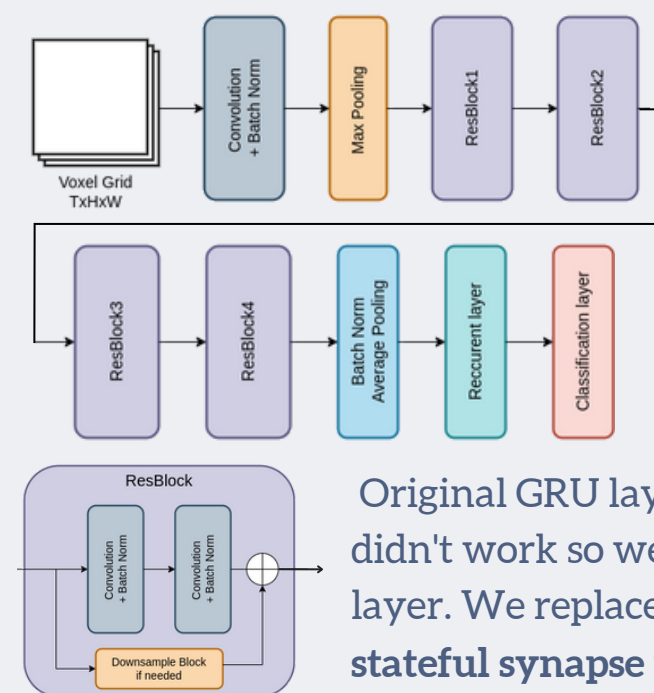 Voxel Grid
TxHxW
Convolution
+ Batch Norm
Max Pooling
ResBlock1
ResBlock2
ResBlock3
ResBlock4
Batch Norm
Average Pooling
Reccurent layer
Classification layer
ResBlock
Convolution
+ Batch Norm
Convolution
+ Batch Norm
Downsample Block
if needed
Original GRU lay
didn't work so we
layer. We replace
stateful synapse